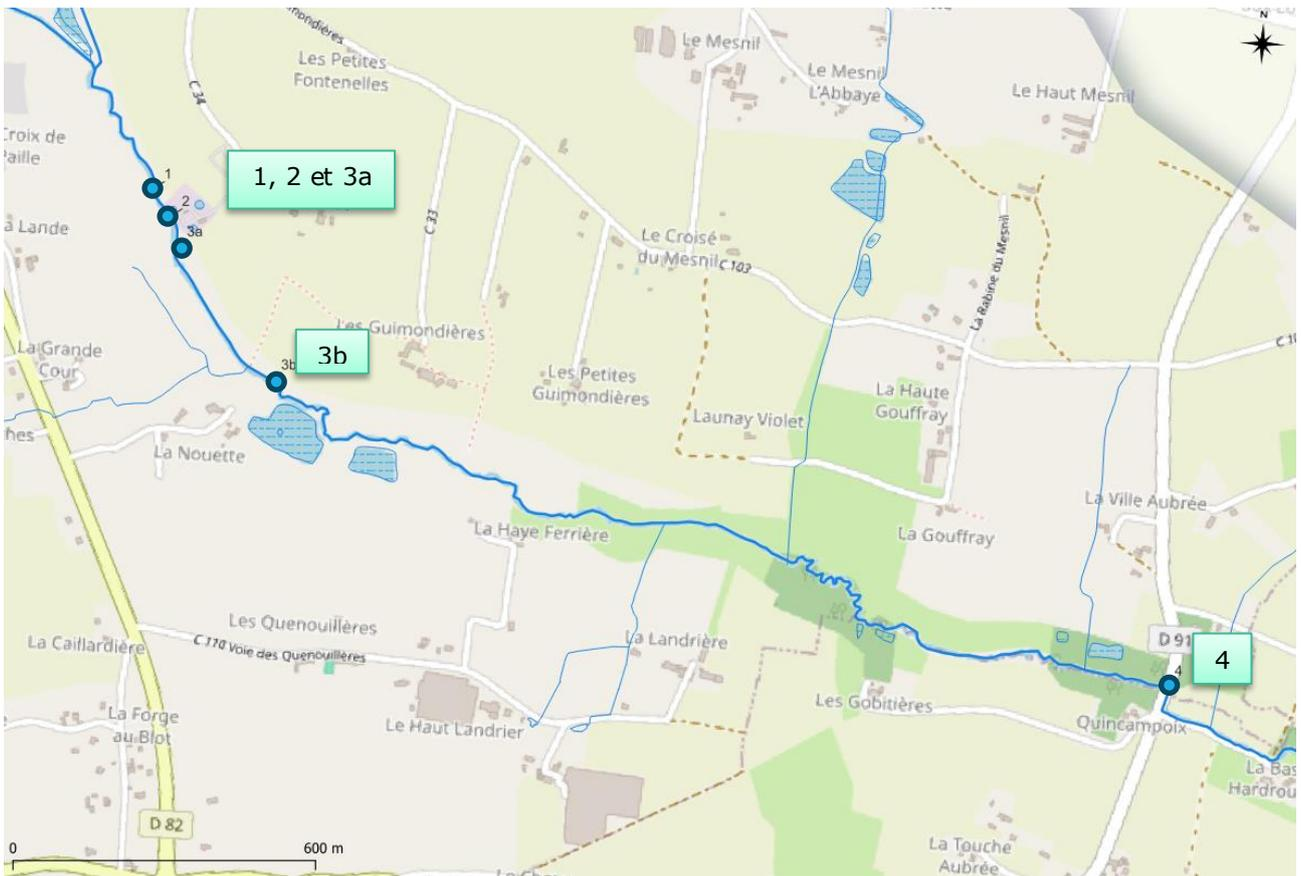 N
Les Petites
Fontenelles
C 34
Le Mesnil
Le Mesnil
L'Abbaye
Le Haut Mesnil
Croix de
Paille
1
2
3a
1, 2 et 3a
La Lande
C 33
Le Croisé
du Mesnil
C 103
La Rabine du Mesnil
La Grande
Cour
3b
3b
Les Guimondières
Les Petites
Guimondières
La Haute
Gouffray
Launay Violet
La Nouette
La Ville Aubrée
La Haye Ferrière
La Gouffray
Les Quenouillères
C 110 Voie des Quenouillères
La Caillardière
La Landrière
D 91
4
4
Les Gobitières
Quincampoix
La Forge
au Blot
Le Haut Landrier
La Bas
Hardrou
D 82
La Touche
Aubrée
0
600 m